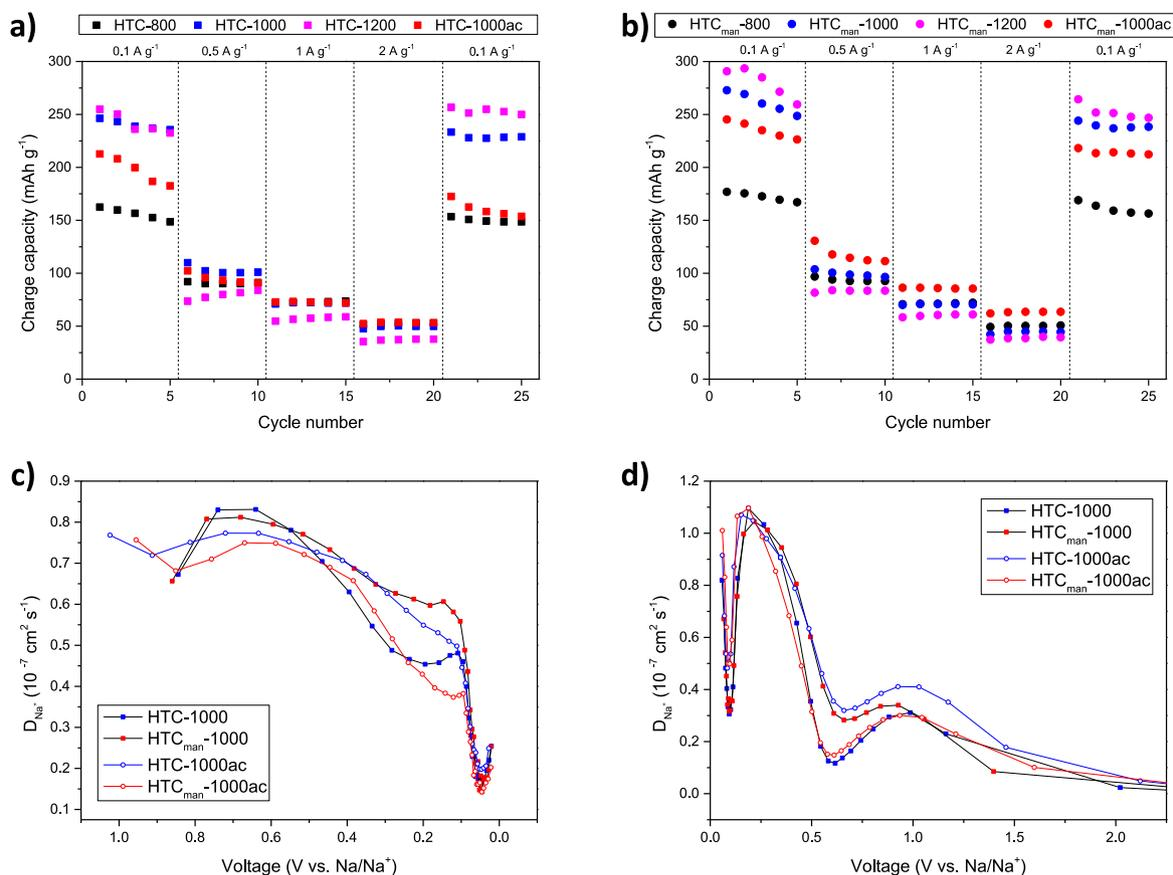 a)
HTC-800 HTC-1000 HTC-1200 HTC-1000ac
0.1 A g⁻¹ 0.5 A g⁻¹ 1 A g⁻¹ 2 A g⁻¹ 0.1 A g⁻¹
300
250
200
150
100
50
0
Charge capacity (mAh g⁻¹)
0 5 10 15 20 25
Cycle number
b)
HTCman-800 HTCman-1000 HTCman-1200 HTCman-1000ac
0.1 A g⁻¹ 0.5 A g⁻¹ 1 A g⁻¹ 2 A g⁻¹ 0.1 A g⁻¹
300
250
200
150
100
50
0
Charge capacity (mAh g⁻¹)
0 5 10 15 20 25
Cycle number
c)
0.9
0.8
0.7
0.6
0.5
0.4
0.3
0.2
0.1
DNa⁺ (10⁻⁷ cm² s⁻¹)
HTC-1000
HTCman-1000
HTC-1000ac
HTCman-1000ac
1.0 0.8 0.6 0.4 0.2 0.0
Voltage (V vs. Na/Na⁺)
d)
1.2
1.0
0.8
0.6
0.4
0.2
0.0
DNa⁺ (10⁻⁷ cm² s⁻¹)
HTC-1000
HTCman-1000
HTC-1000ac
HTCman-1000ac
0.0 0.5 1.0 1.5 2.0
Voltage (V vs. Na/Na⁺)